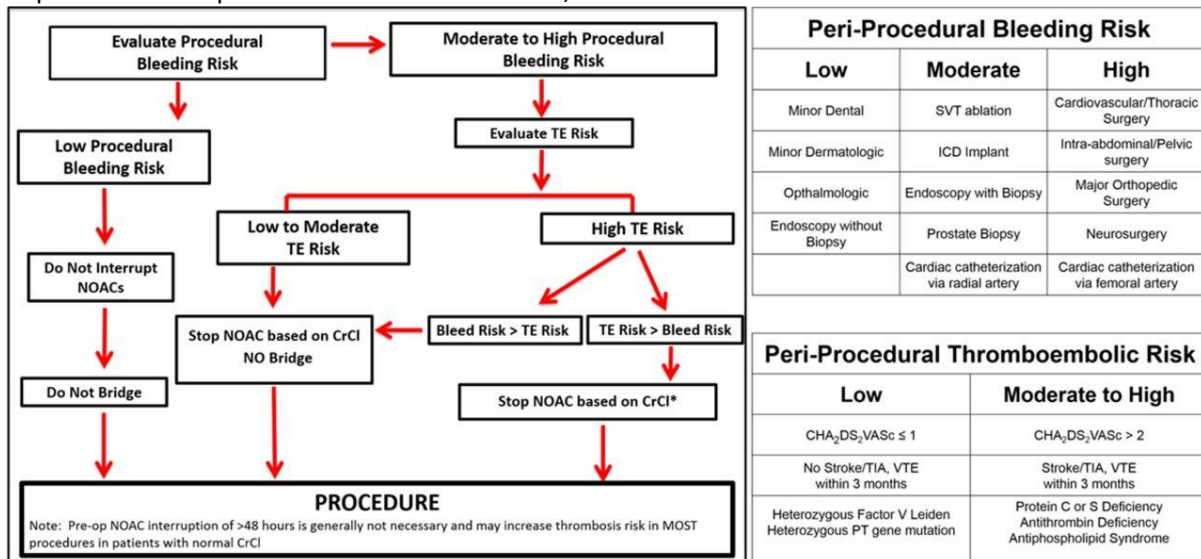 Evaluate Procedural
Bleeding Risk
Moderate to High Procedural
Bleeding Risk
Evaluate TE Risk
Low Procedural
Bleeding Risk
Low to Moderate
TE Risk
High TE Risk
Do Not Interrupt
NOACs
Stop NOAC based on CrCl
NO Bridge
Bleed Risk > TE Risk
TE Risk > Bleed Risk
Do Not Bridge
Stop NOAC based on CrCl*
PROCEDURE
Note: Pre-op NOAC interruption of >48 hours is generally not necessary and may increase thrombosis risk in MOST
procedures in patients with normal CrCl
Peri-Procedural Bleeding Risk
Low
Moderate
High
Minor Dental
SVT ablation
Cardiovascular/Thoracic
Surgery
Minor Dermatologic
ICD Implant
Intra-abdominal/Pelvic
surgery
Opthalmologic
Endoscopy with Biopsy
Major Orthopedic
Surgery
Endoscopy without
Biopsy
Prostate Biopsy
Neurosurgery
Cardiac catheterization
via radial artery
Cardiac catheterization
via femoral artery
Peri-Procedural Thromboembolic Risk
Low
Moderate to High
CHA₂DS₂VASc ≤ 1
CHA₂DS₂VASc > 2
No Stroke/TIA, VTE
within 3 months
Stroke/TIA, VTE
within 3 months
Heterozygous Factor V Leiden
Heterozygous PT gene mutation
Protein C or S Deficiency
Antithrombin Deficiency
Antiphospholipid Syndrome